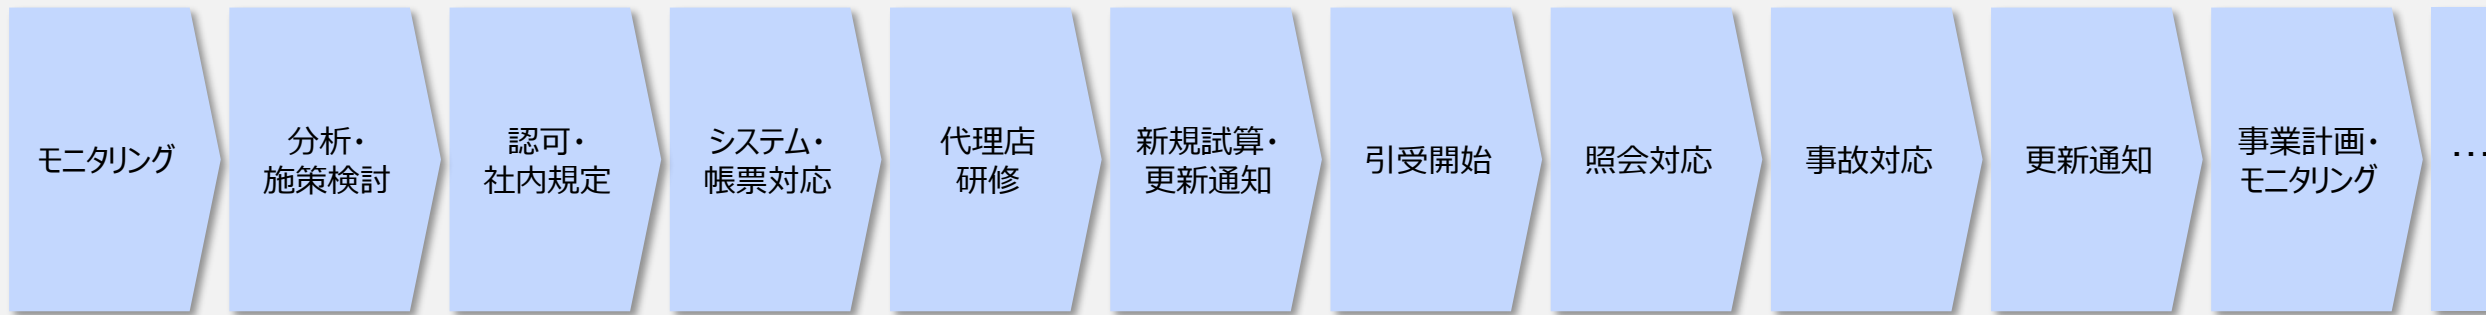 モニタリング
分析・
施策検討
認可・
社内規定
システム・
帳票対応
代理店
研修
新規試算・
更新通知
引受開始
照会対応
事故対応
更新通知
事業計画・
モニタリング
…